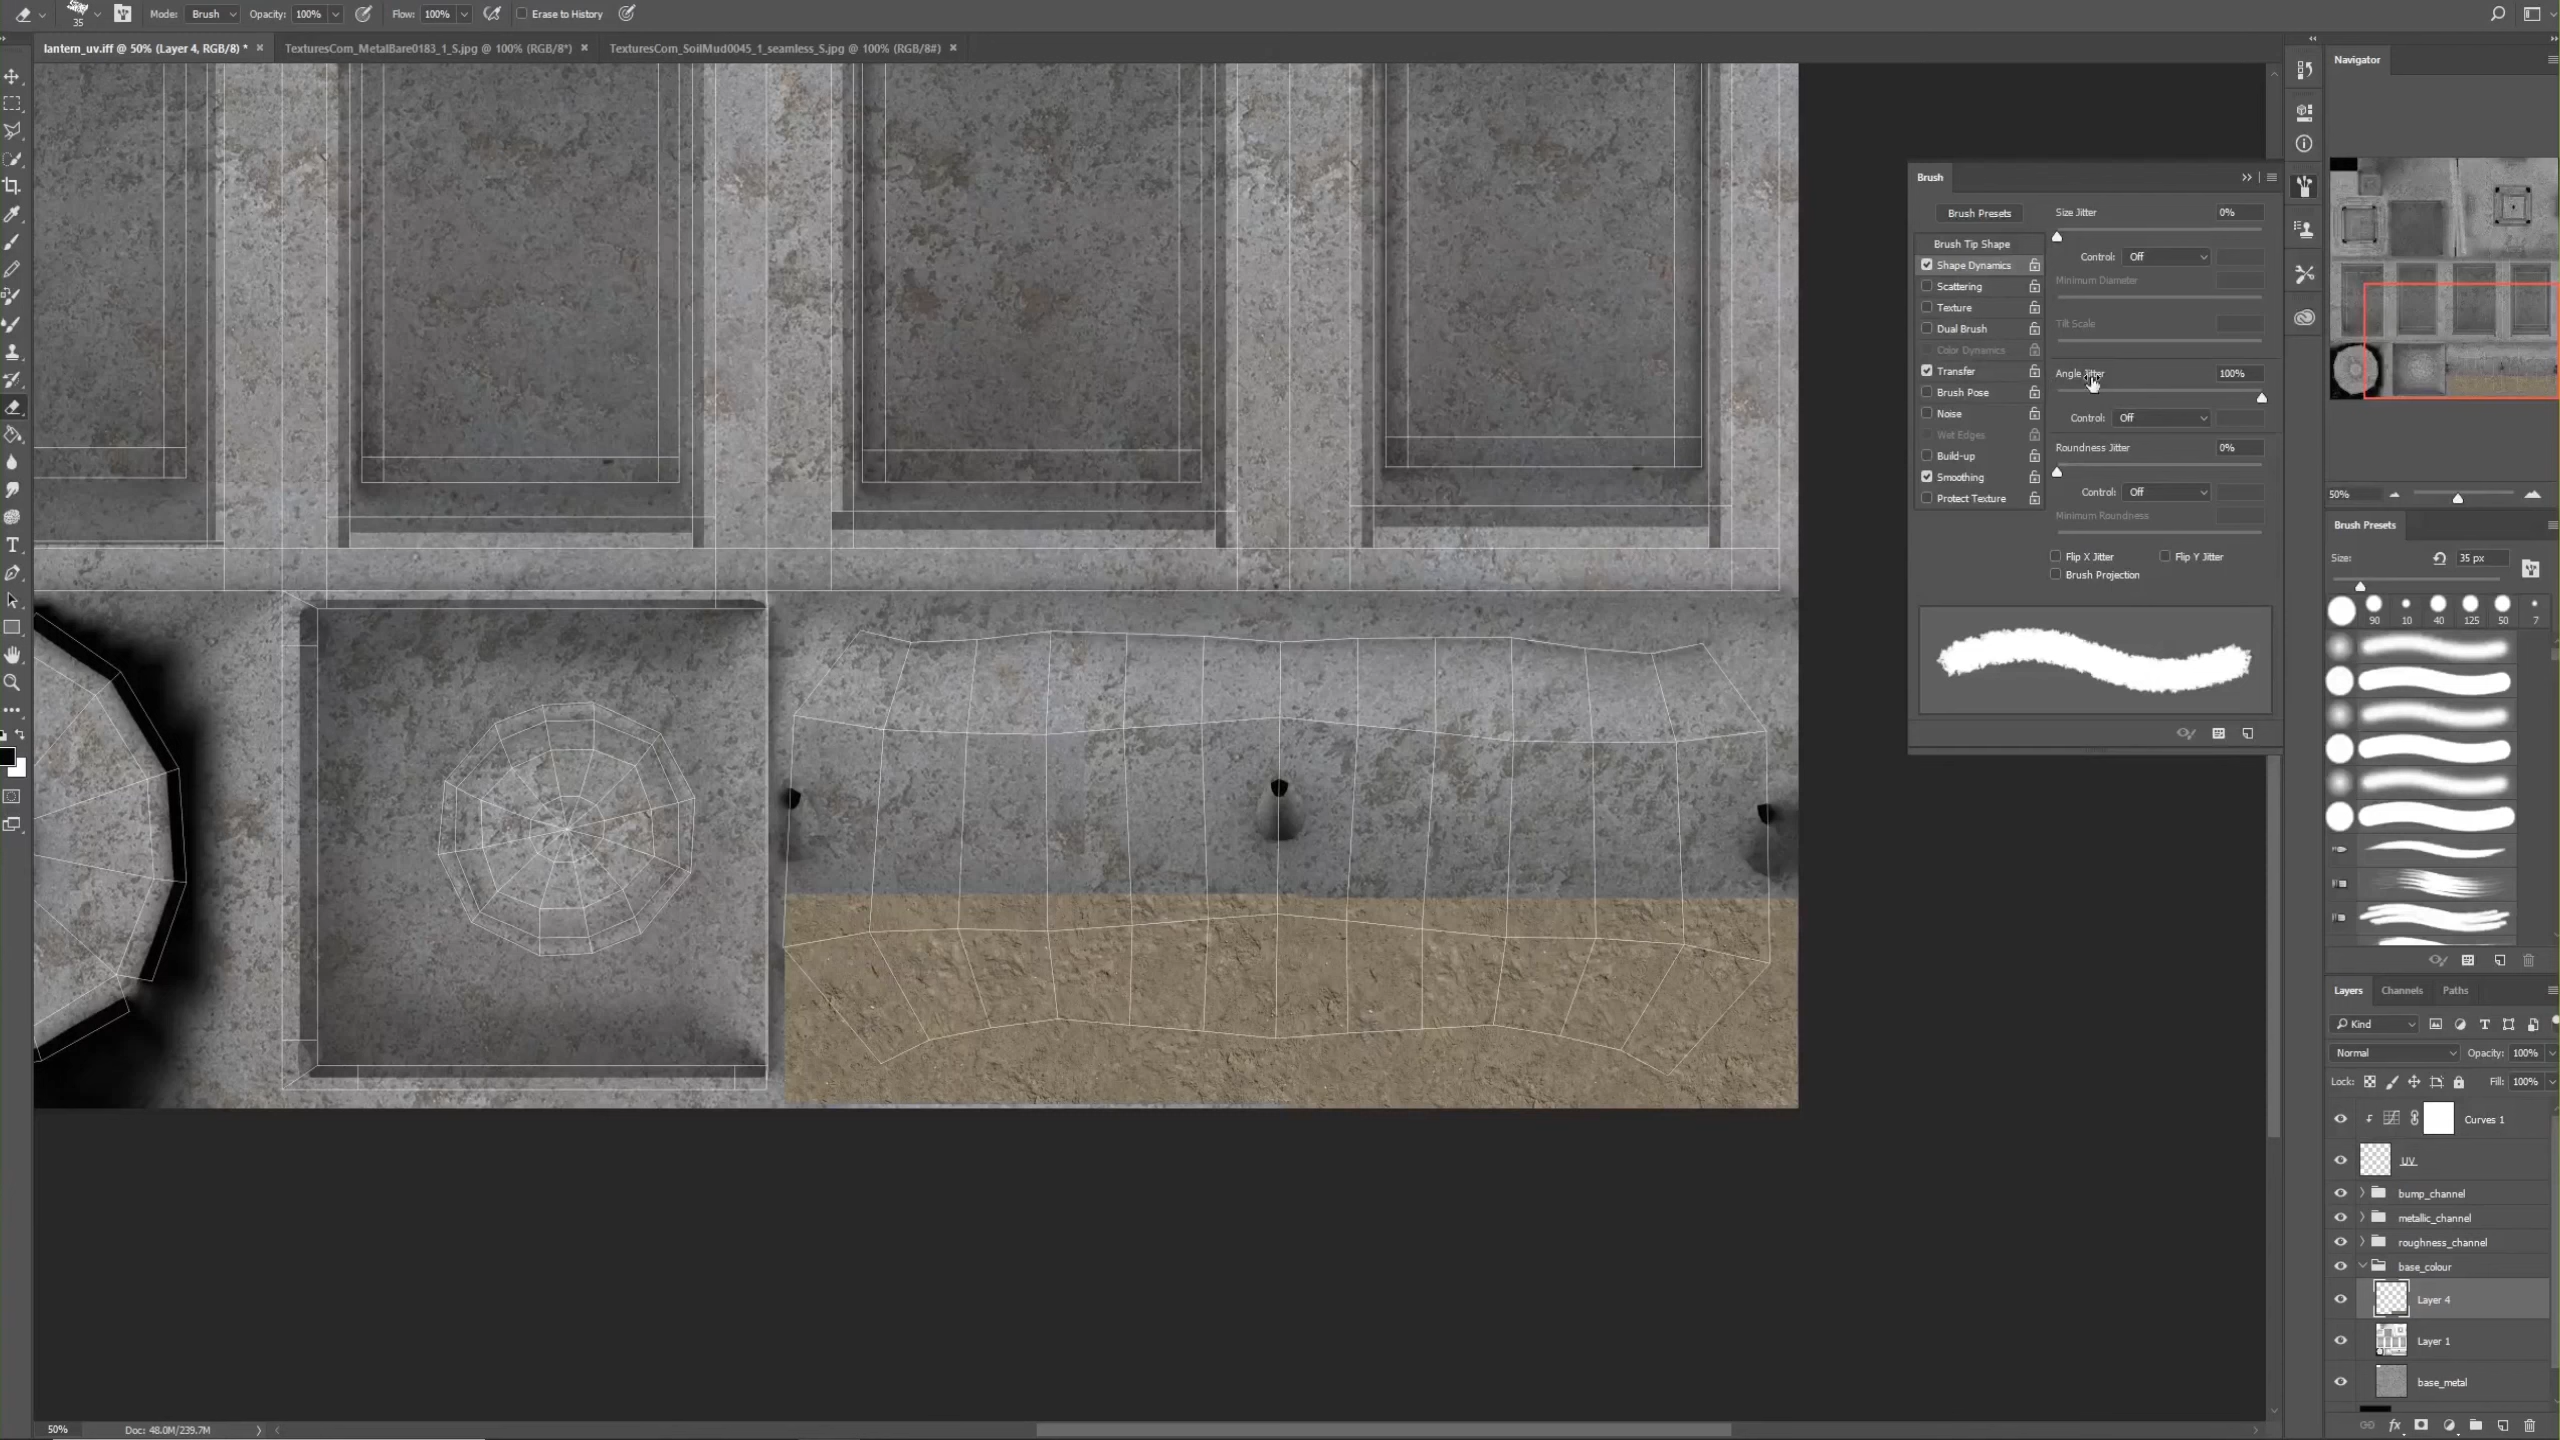 35
Mode: Brush Opacity: 100% Flow: 100% Erase to History
lantern_uv.iff @ 50% (Layer 4, RGB/8) *
TexturesCom_MetalBare0183_1_S.jpg @ 100% (RGB/8*)
TexturesCom_SoilMud0045_1_seamless_S.jpg @ 100% (RGB/8#)
Navigator
50%
Brush
Brush Presets
Brush Tip Shape
Shape Dynamics
Scattering
Texture
Dual Brush
Color Dynamics
Transfer
Brush Pose
Noise
Wet Edges
Build-up
Smoothing
Protect Texture
Size Jitter 0%
Control: Off
Minimum Diameter
Tilt Scale
Angle Jitter 100%
Control: Off
Roundness Jitter 0%
Control: Off
Minimum Roundness
Flip X Jitter Flip Y Jitter
Brush Projection
Brush Presets
Size: 35 px
90 10 40 125 50 7
Layers Channels Paths
Kind
Normal Opacity: 100%
Lock: Fill: 100%
Curves 1
UV
bump_channel
metallic_channel
roughness_channel
base_colour
Layer 4
Layer 1
base_metal
fx
50% Doc: 48.0M/239.7M